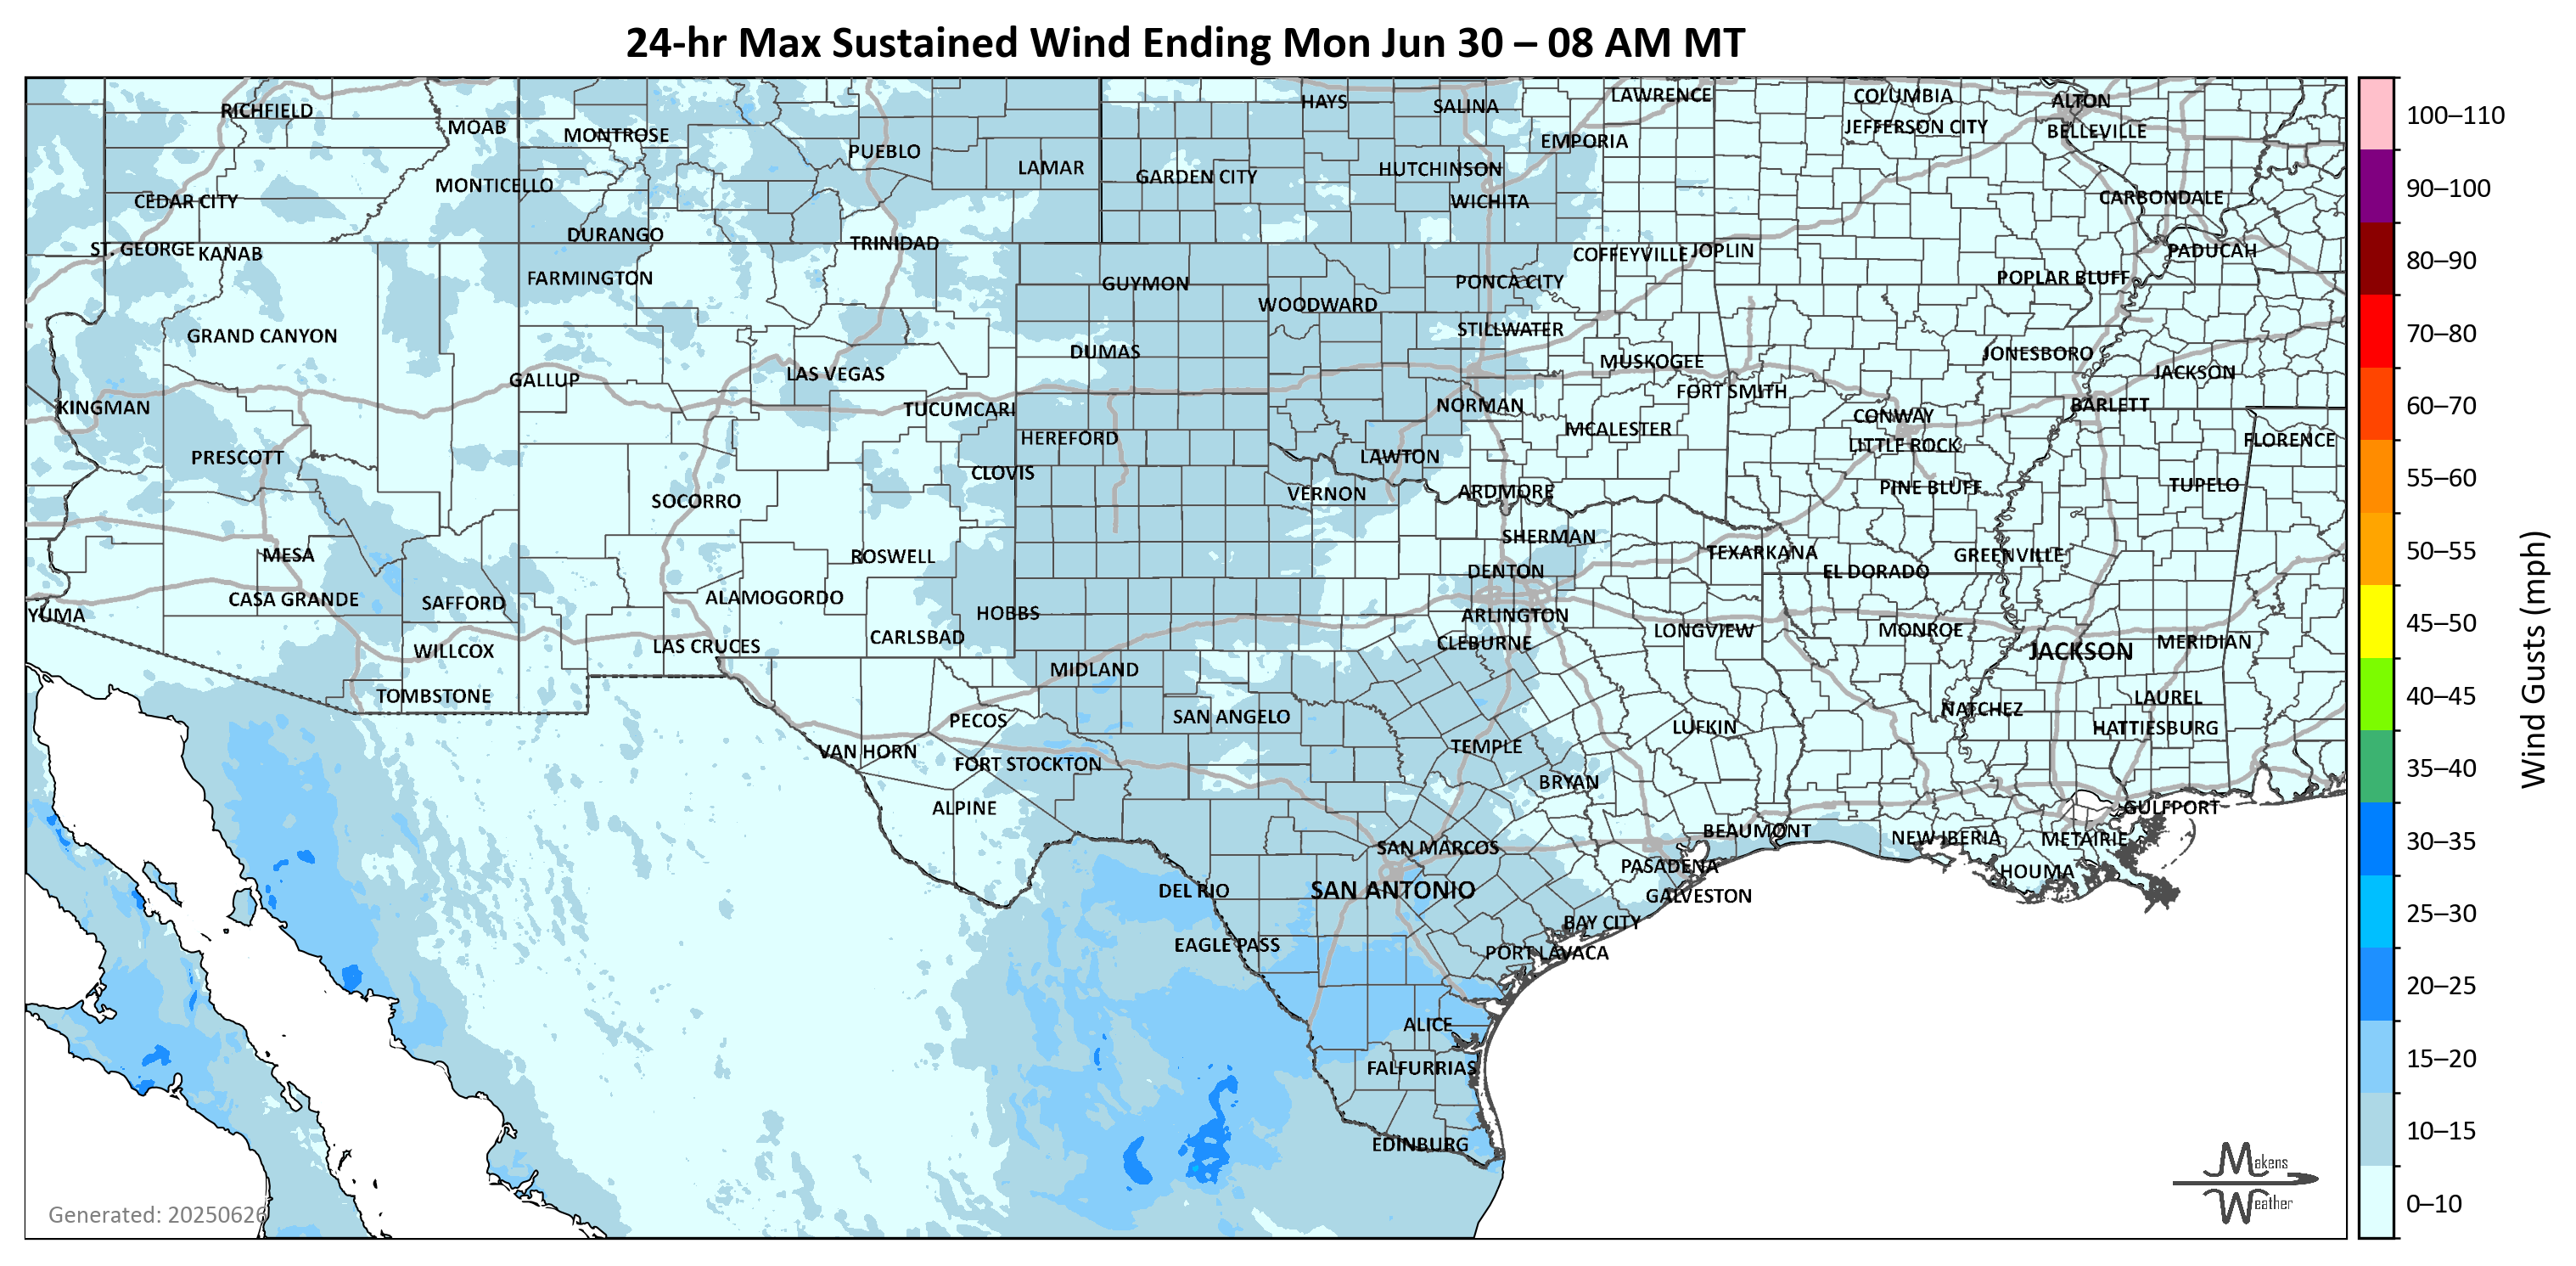 24-hr Max Sustained Wind Ending Mon Jun 30 – 08 AM MT
RICHFIELD
MOAB
MONTROSE
PUEBLO
LAMAR
HAYS
SALINA
LAWRENCE
COLUMBIA
ALTON
JEFFERSON CITY
BELLEVILLE
EMPORIA
GARDEN CITY
HUTCHINSON
WICHITA
CARBONDALE
MONTICELLO
CEDAR CITY
ST. GEORGE
KANAB
DURANGO
TRINIDAD
COFFEYVILLE
JOPLIN
PADUCAH
FARMINGTON
GUYMON
WOODWARD
PONCA CITY
POPLAR BLUFF
GRAND CANYON
STILLWATER
DUMAS
MUSKOGEE
JONESBORO
JACKSON
GALLUP
LAS VEGAS
FORT SMITH
KINGMAN
TUCUMCARI
NORMAN
CONWAY
BARLETT
HEREFORD
MCALESTER
LITTLE ROCK
FLORENCE
PRESCOTT
CLOVIS
LAWTON
SOCORRO
VERNON
ARDMORE
PINE BLUFF
TUPELO
MESA
ROSWELL
SHERMAN
TEXARKANA
GREENVILLE
DENTON
EL DORADO
CASA GRANDE
SAFFORD
ALAMOGORDO
HOBBS
ARLINGTON
YUMA
CARLSBAD
CLEBURNE
LONGVIEW
MONROE
MERIDIAN
WILLCOX
LAS CRUCES
JACKSON
MIDLAND
TOMBSTONE
LAUREL
PECOS
SAN ANGELO
NATCHEZ
LUFKIN
HATTIESBURG
VAN HORN
FORT STOCKTON
TEMPLE
BRYAN
ALPINE
GULFPORT
BEAUMONT
NEW IBERIA
METAIRIE
SAN MARCOS
PASADENA
HOUMA
DEL RIO
SAN ANTONIO
GALVESTON
BAY CITY
EAGLE PASS
PORT LAVACA
ALICE
FALFURRIAS
EDINBURG
Generated: 20250626
Makens
Weather
100–110
90–100
80–90
70–80
60–70
55–60
50–55
45–50
40–45
35–40
30–35
25–30
20–25
15–20
10–15
0–10
Wind Gusts (mph)